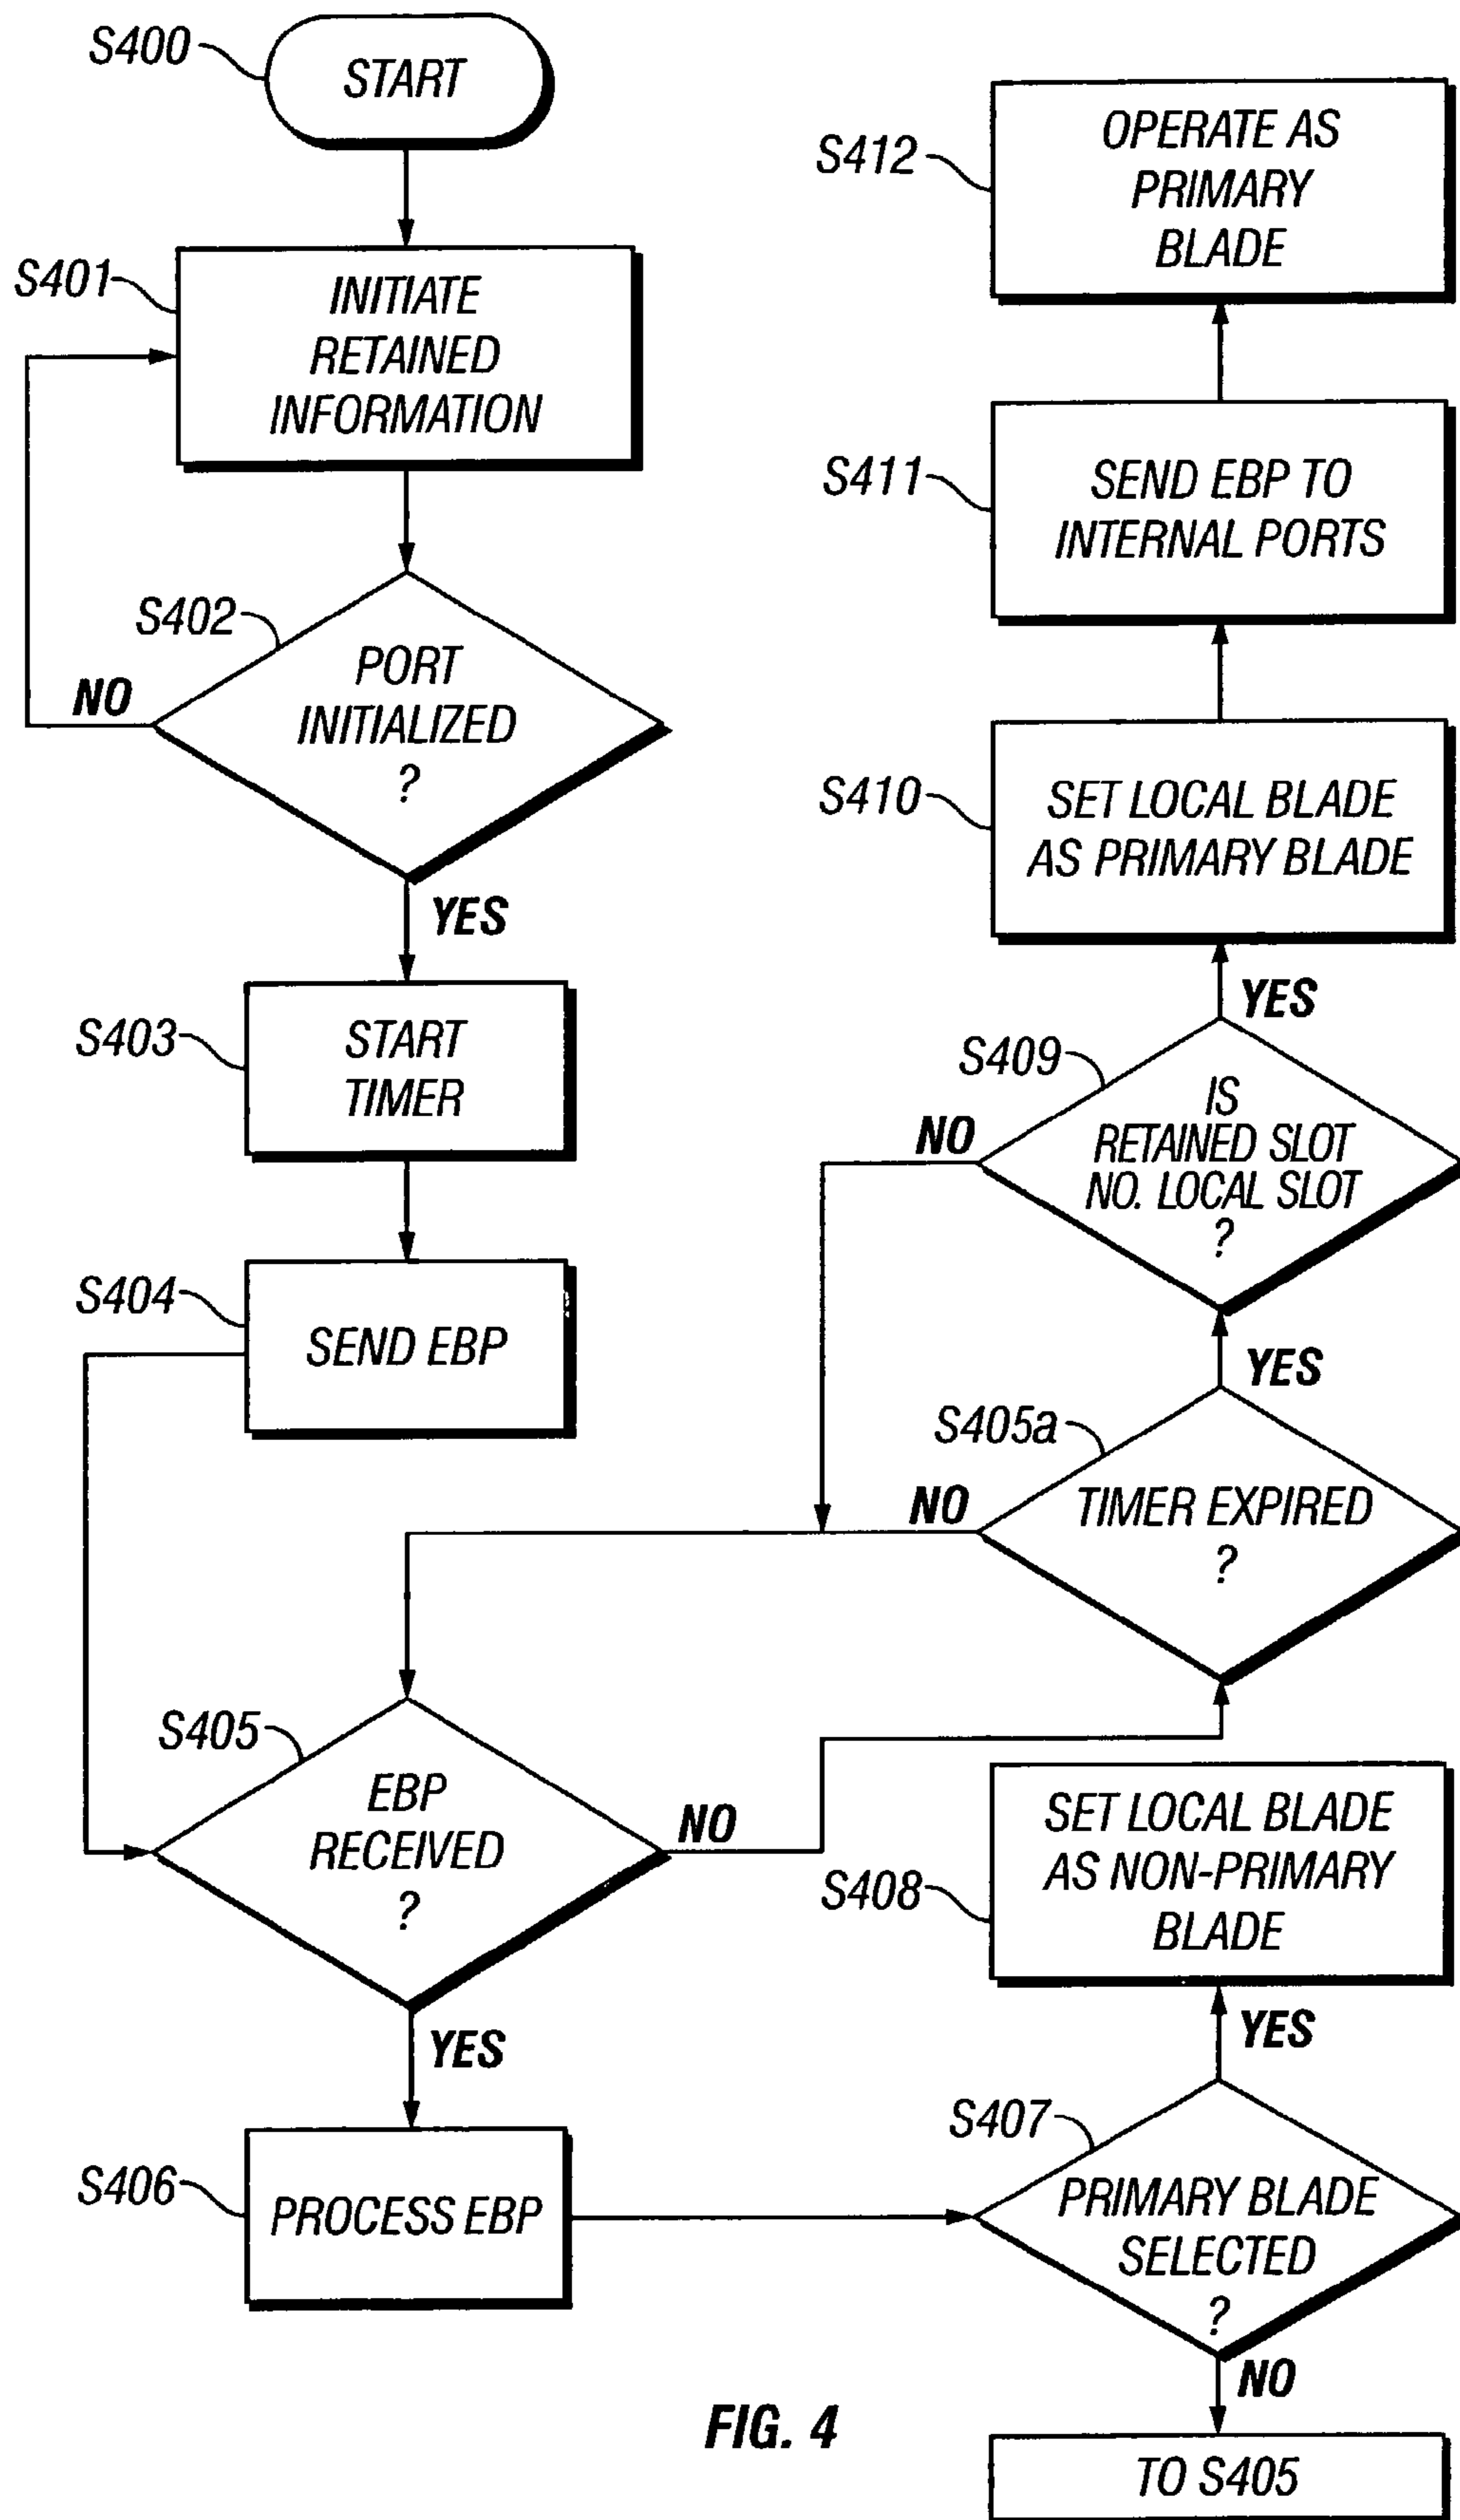 S400
START
S401
INITIATE
RETAINED
INFORMATION
S402
PORT
INITIALIZED
?
NO
YES
S403
START
TIMER
S404
SEND EBP
S405
EBP
RECEIVED
?
NO
YES
S406
PROCESS EBP
S412
OPERATE AS
PRIMARY
BLADE
S411
SEND EBP TO
INTERNAL PORTS
S410
SET LOCAL BLADE
AS PRIMARY BLADE
YES
S409
IS
RETAINED SLOT
NO. LOCAL SLOT
?
NO
YES
S405a
TIMER EXPIRED
?
NO
S408
SET LOCAL BLADE
AS NON-PRIMARY
BLADE
YES
S407
PRIMARY BLADE
SELECTED
?
NO
TO S405
FIG. 4